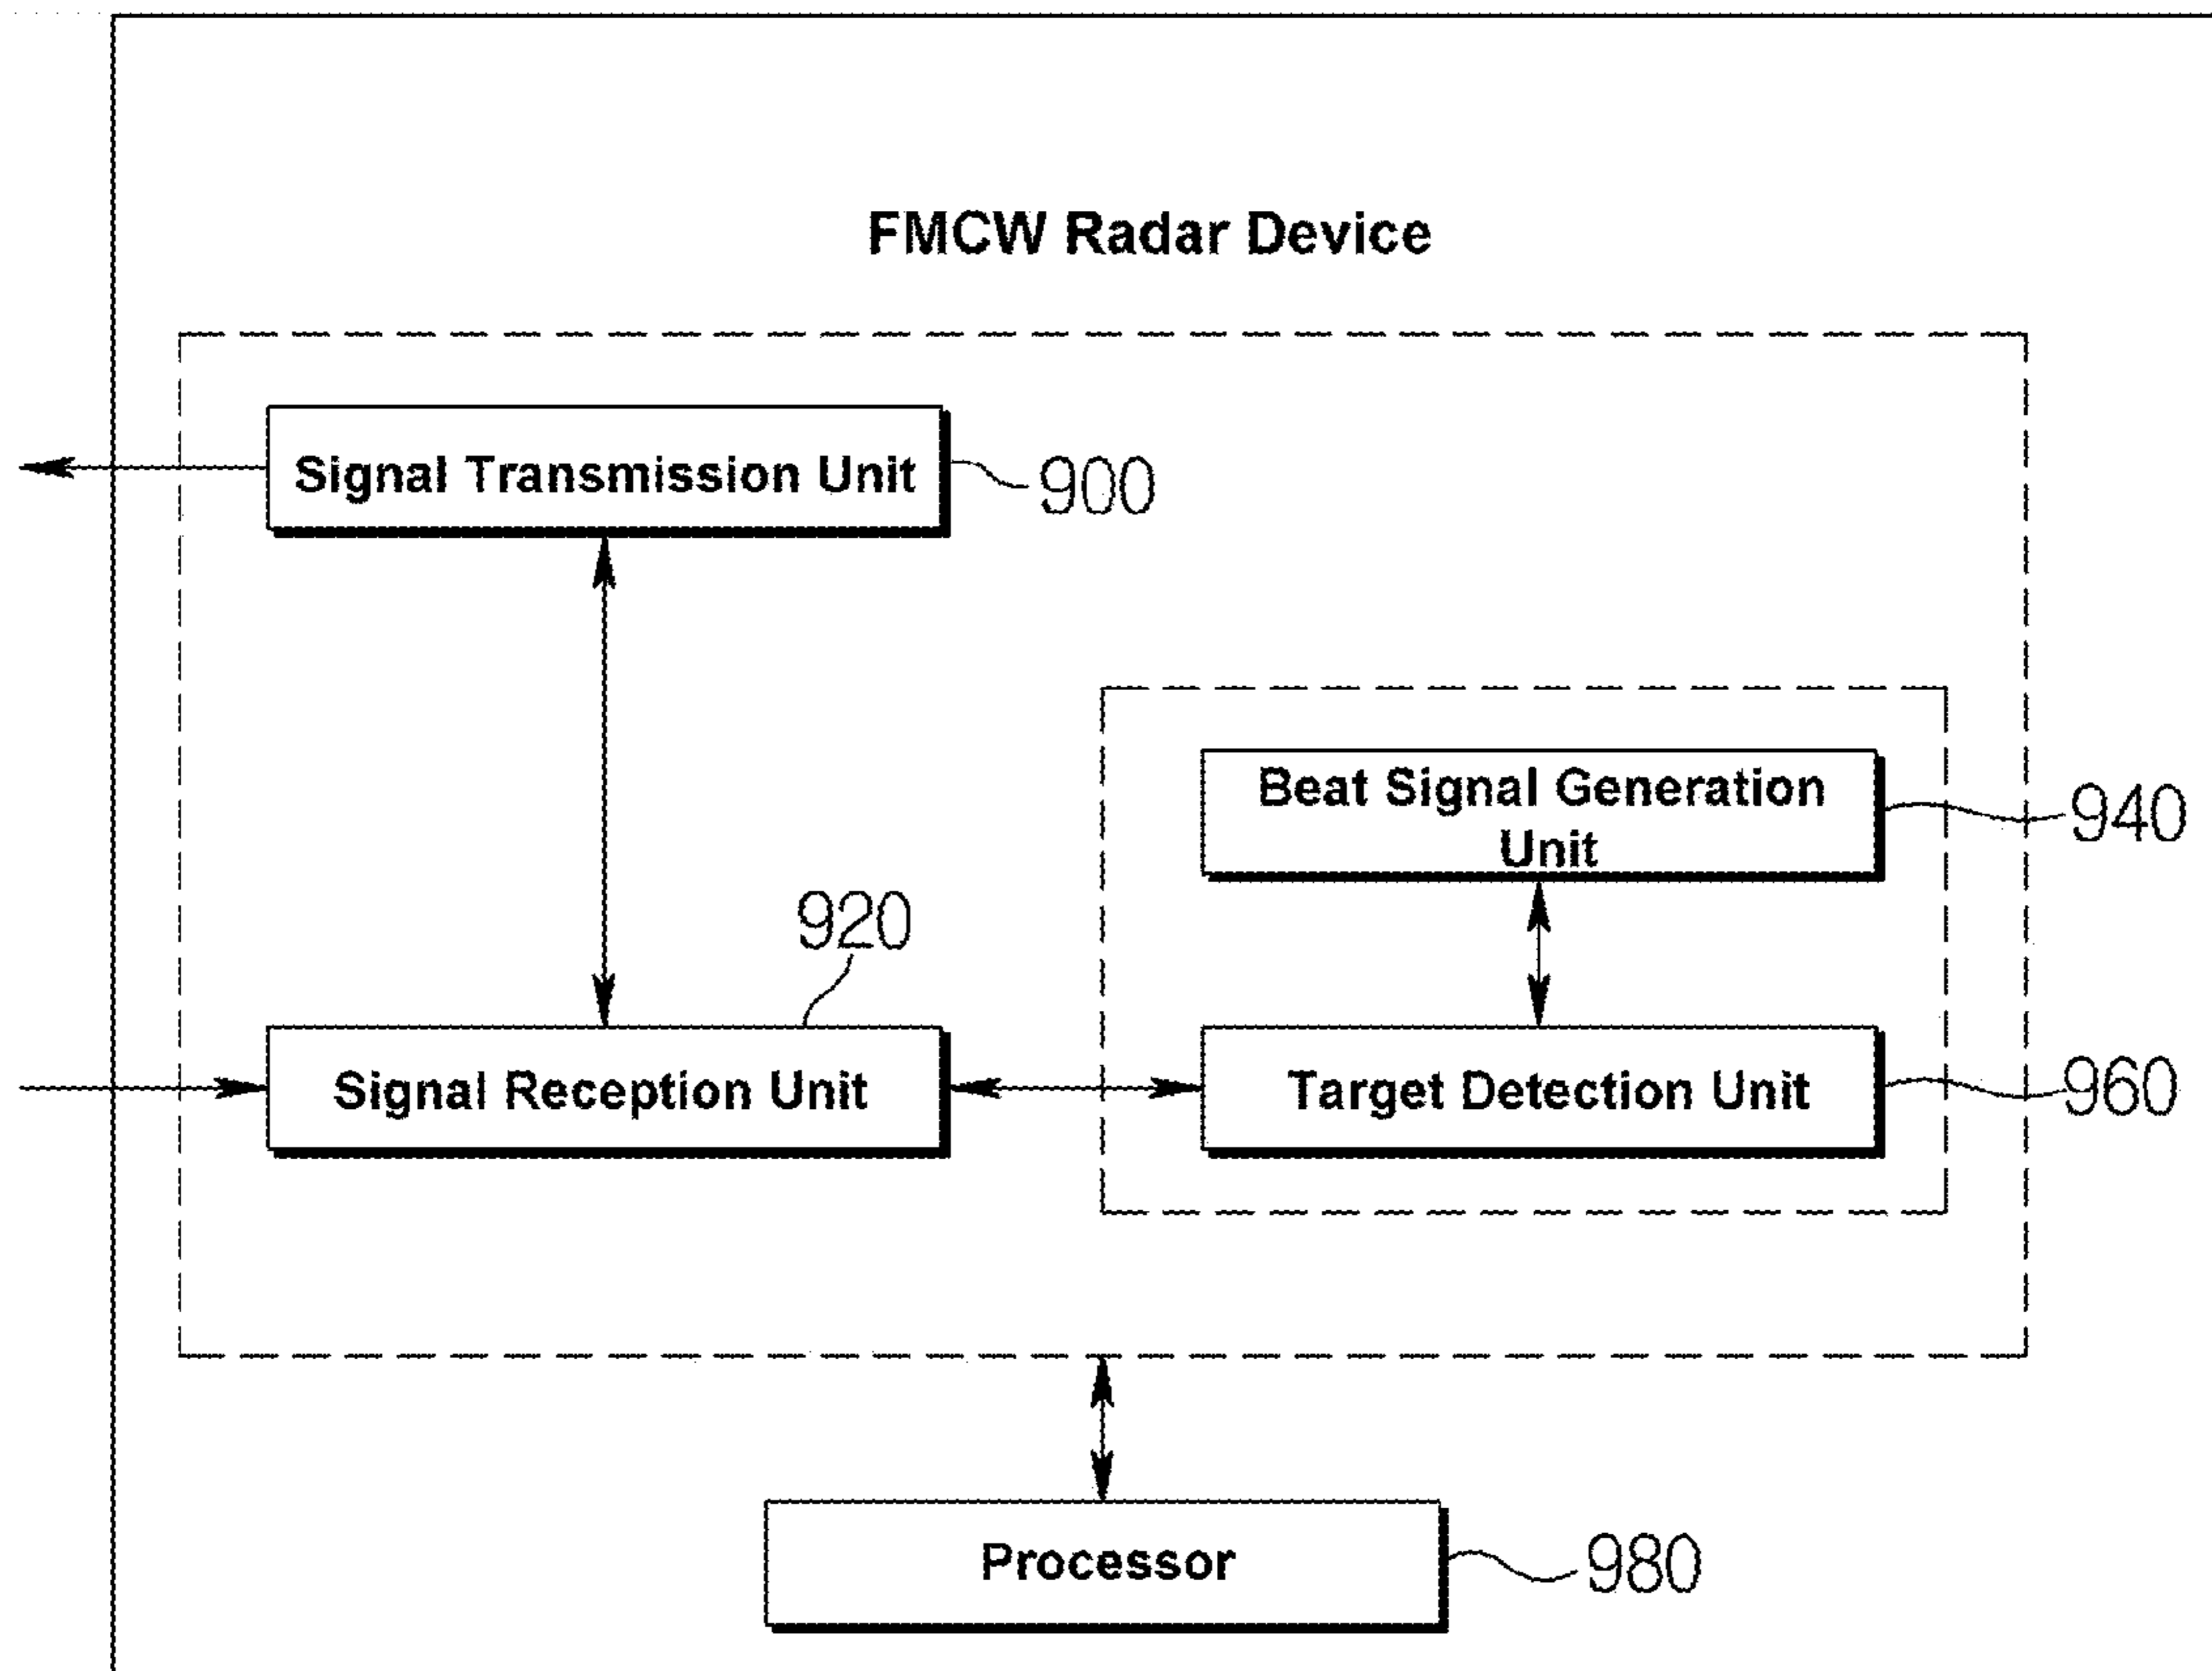 FMCW Radar Device
Signal Transmission Unit
900
Beat Signal Generation
Unit
940
920
Signal Reception Unit
Target Detection Unit
960
Processor
980